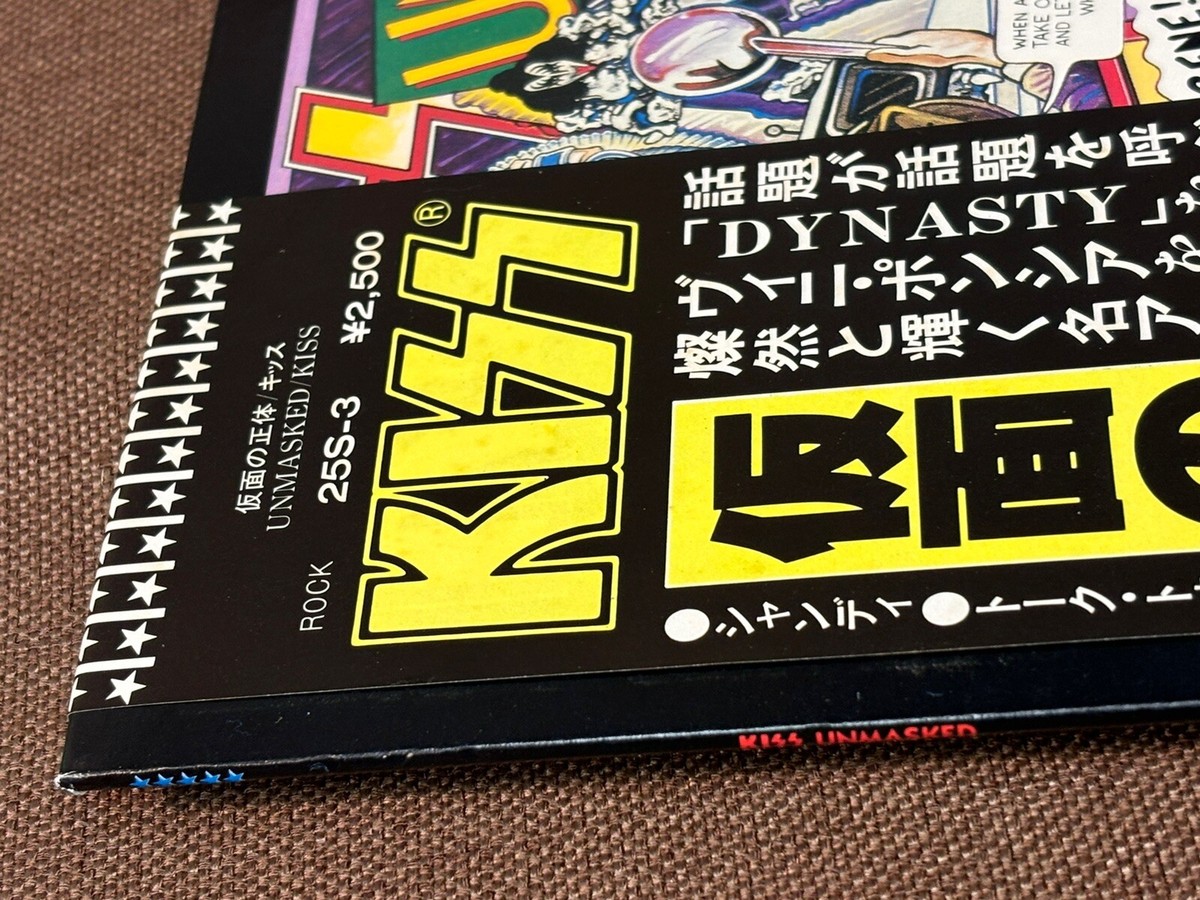 仮面の正体/キッス
UNMASKED/KISS
25S-3 ¥2,500
ROCK
KISS®
話題が話題を呼
「DYNASTY」
ヴィニー・ポンシア
燦然と輝く名ア
仮面の
●シャンディ ●トーク・ト
KISS UNMASKED
WHEN
TAKE
AND